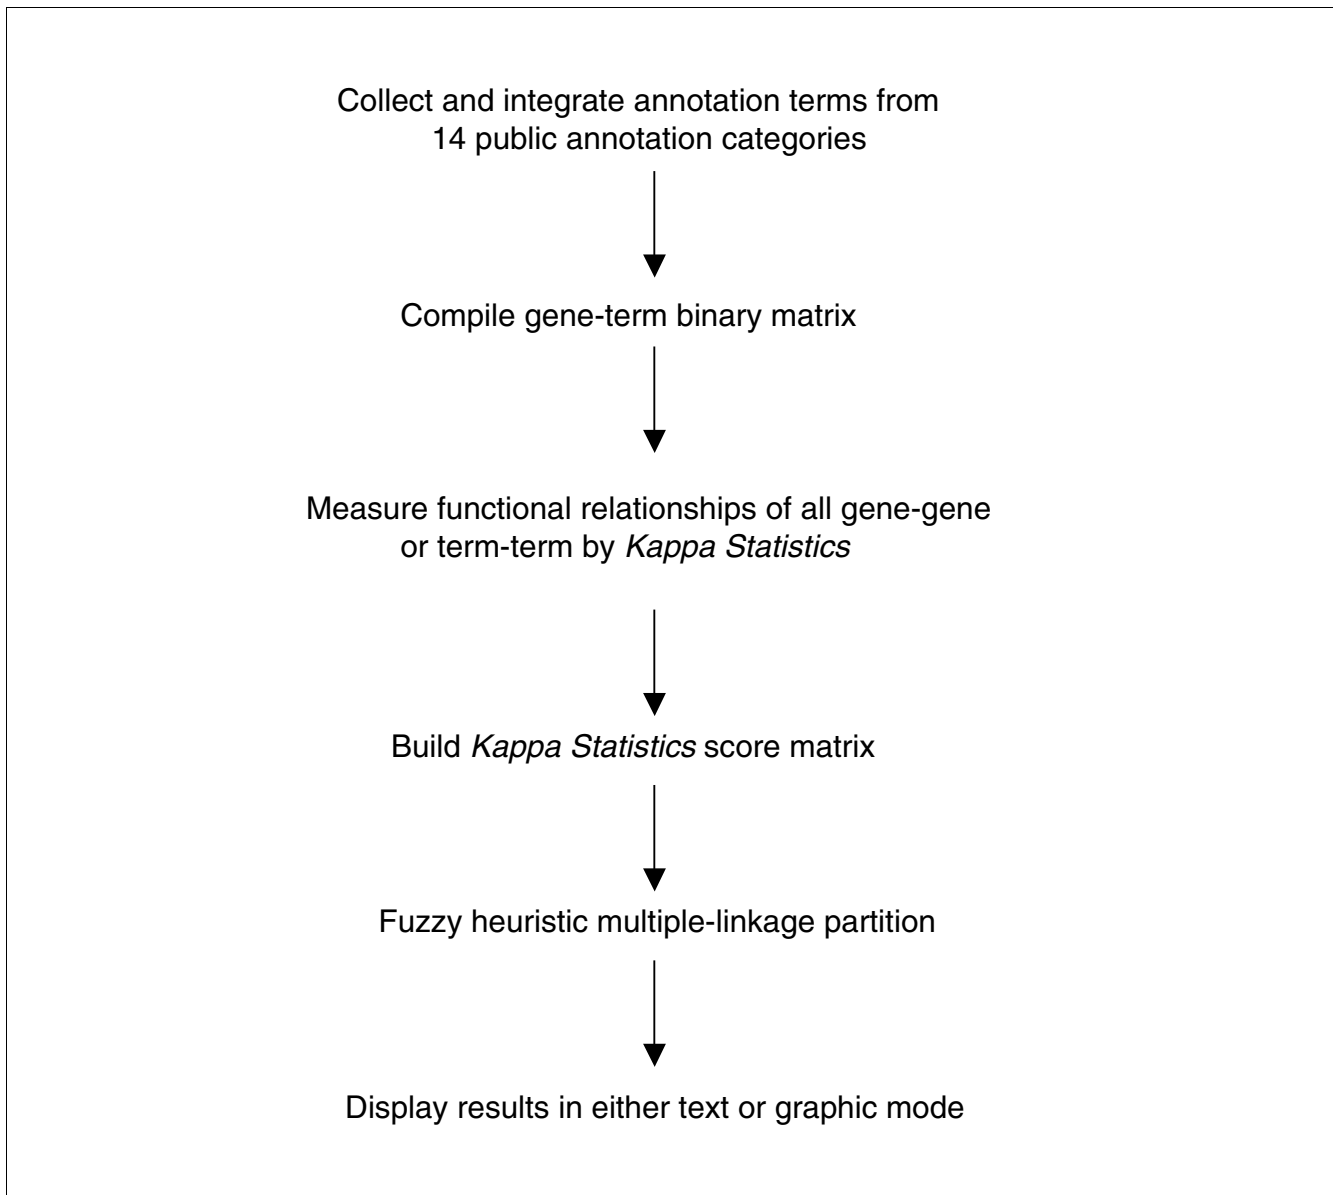 Collect and integrate annotation terms from
14 public annotation categories
Compile gene-term binary matrix
Measure functional relationships of all gene-gene
or term-term by Kappa Statistics
Build Kappa Statistics score matrix
Fuzzy heuristic multiple-linkage partition
Display results in either text or graphic mode